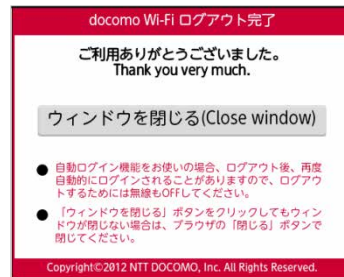 docomo Wi-Fi ログアウト完了
ご利用ありがとうございました。
Thank you very much.
ウィンドウを閉じる(Close window)
● 自動ログイン機能をお使いの場合、ログアウト後、再度
自動的にログインされることがありますので、ログアウ
トするためには無線もOFFしてください。
● 「ウィンドウを閉じる」ボタンをクリックしてもウィン
ドウが閉じない場合は、ブラウザの「閉じる」ボタンで
閉じてください。
Copyright©2012 NTT DOCOMO, Inc. All Rights Reserved.